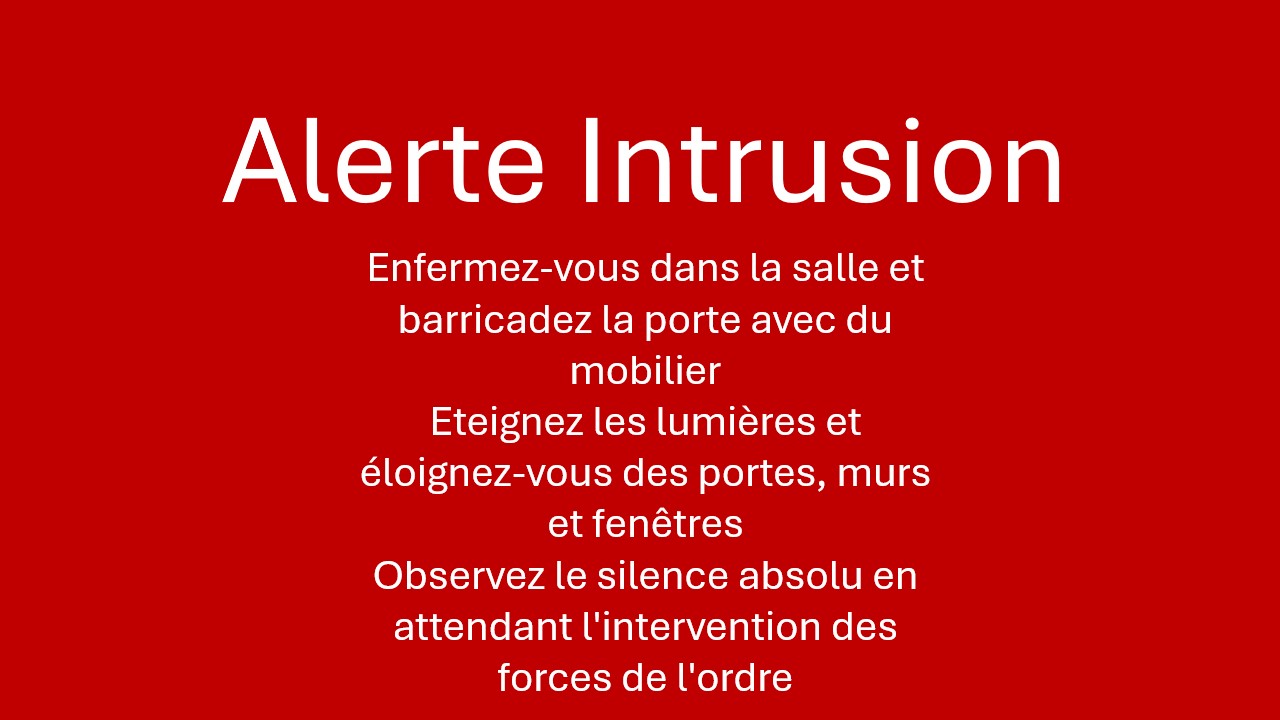 Alerte Intrusion
Enfermez-vous dans la salle et
barricadez la porte avec du
mobilier
Eteignez les lumières et
éloignez-vous des portes, murs
et fenêtres
Observez le silence absolu en
attendant l'intervention des
forces de l'ordre